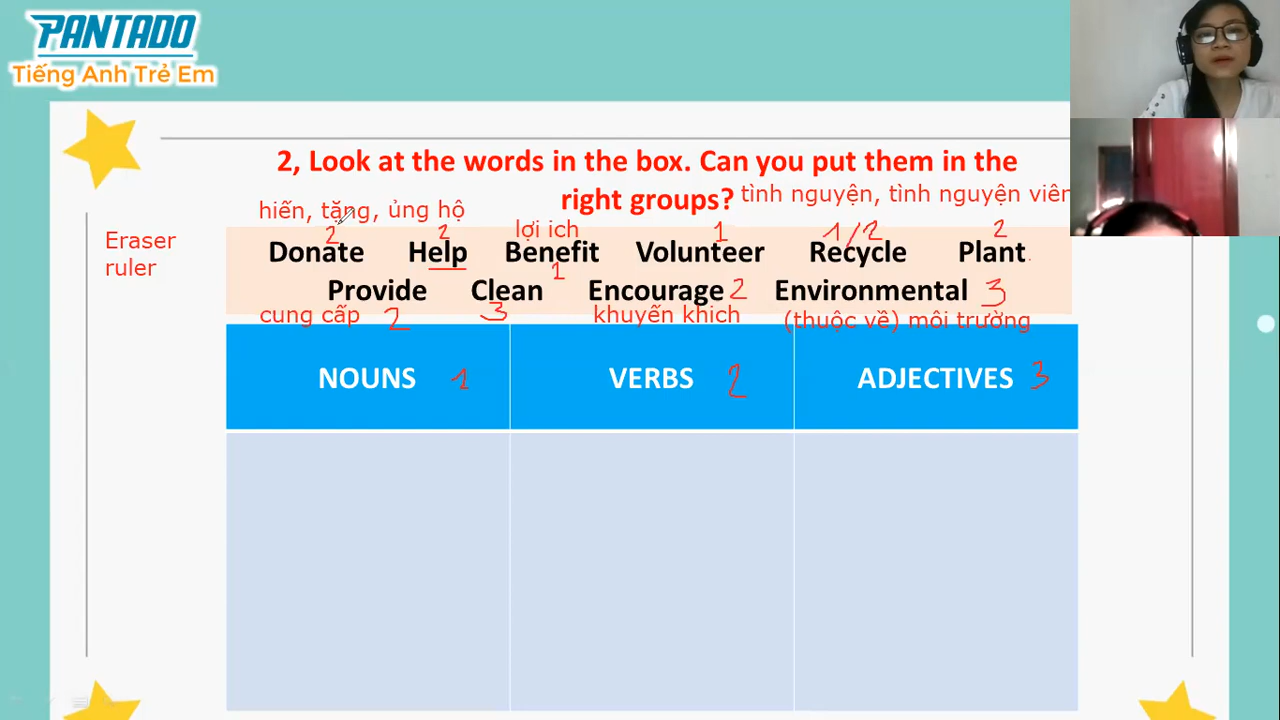 PANTADO
Tiếng Anh Trẻ Em
2, Look at the words in the box. Can you put them in the
right groups? tình nguyện, tình nguyện viên
hiến, tặng, ủng hộ
Eraser
ruler
lợi ich
2 2 1 1/2 2
Donate Help Benefit Volunteer Recycle Plant
1
Provide Clean Encourage 2 Environmental 3
cung cấp 2 3 khuyến khich (thuộc về) môi trường
NOUNS 1 VERBS 2 ADJECTIVES 3